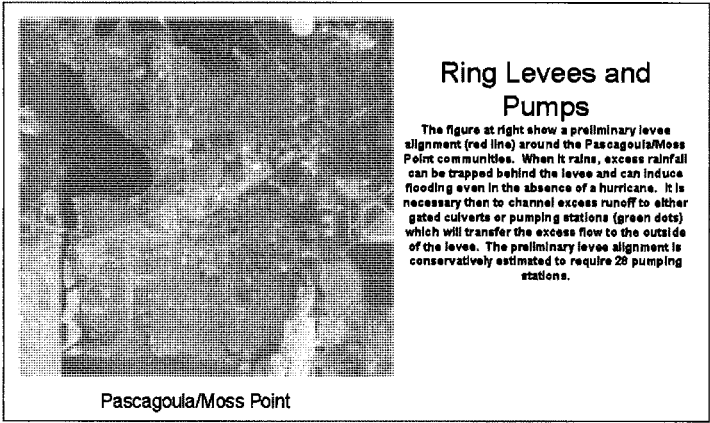 Ring Levees and
Pumps
The figure at right show a preliminary levee
alignment (red line) around the Pascagoula/Moss
Point communities. When it rains, excess rainfall
can be trapped behind the levee and can induce
flooding even in the absence of a hurricane. It is
necessary then to channel excess runoff to either
gated culverts or pumping stations (green dots)
which will transfer the excess flow to the outside
of the levee. The preliminary levee alignment is
conservatively estimated to require 28 pumping
stations.
Pascagoula/Moss Point